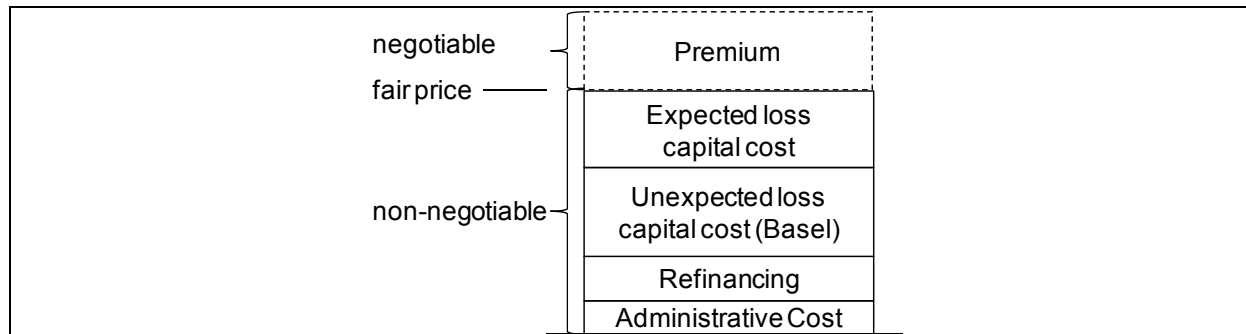 negotiable
Premium
fair price
Expected loss
capital cost
non-negotiable
Unexpected loss
capital cost (Basel)
Refinancing
Administrative Cost